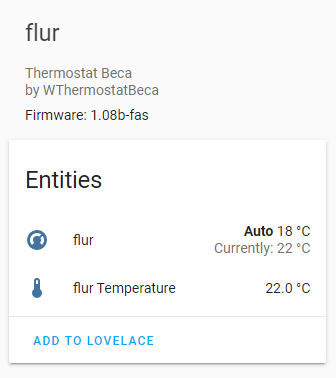 flur
Thermostat Beca
by WThermostatBeca
Firmware: 1.08b-fas
Entities
flur
Auto 18 °C
Currently: 22 °C
flur Temperature
22.0 °C
ADD TO LOVELACE